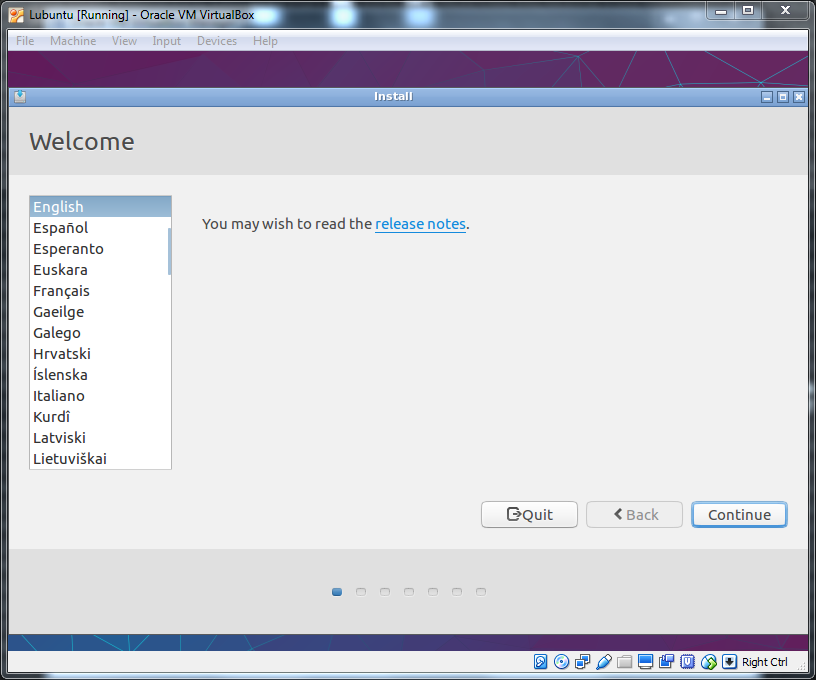 Lubuntu [Running] - Oracle VM VirtualBox
File Machine View Input Devices Help
Install
Welcome
English
Español
Esperanto
Euskara
Français
Gaeilge
Galego
Hrvatski
Íslenska
Italiano
Kurdî
Latviski
Lietuviškai
You may wish to read the release notes.
Quit Back Continue
Right Ctrl